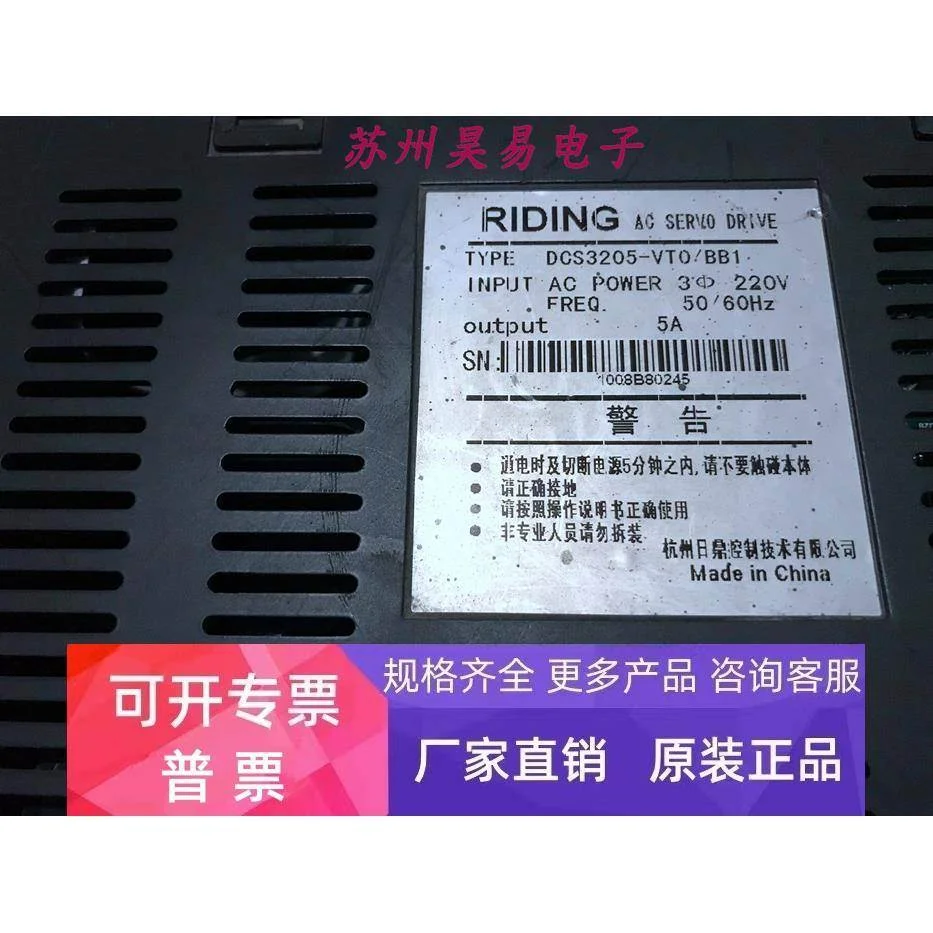 苏州昊易电子
RIDING AC SERVO DRIVE
TYPE DCS3205-VT0/BB1
INPUT AC POWER 3Φ 220V
FREQ. 50/60Hz
output 5A
SN:
1008B80245
警 告
● 通电时及切断电源5分钟之内,请不要触碰本体
● 请正确接地
● 请按照操作说明书正确使用
● 非专业人员请勿拆装
杭州日鼎控制技术有限公司
Made in China
可开专票
普 票
规格齐全 更多产品 咨询客服
厂家直销 原装正品